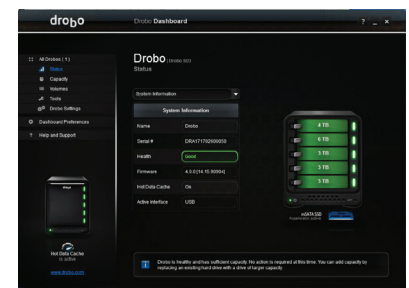 drobo
Drobo Dashboard
? _ ×
All Drobos (1)
Status
Capacity
Volumes
Tools
Drobo Settings
Dashboard Preferences
? Help and Support
Drobo
Status
System Information
System Information
Name Drobo
Serial #
Health Good
Firmware
Hot Data Cache On
Active Interface USB
4 TB
6 TB
3 TB
3 TB
3 TB
mSATA SSD
Hot Data Cache
is active
www.drobo.com
Drobo is healthy and has sufficient capacity. No action is required at this time. You can add capacity by
replacing an existing hard drive with a drive of larger capacity.